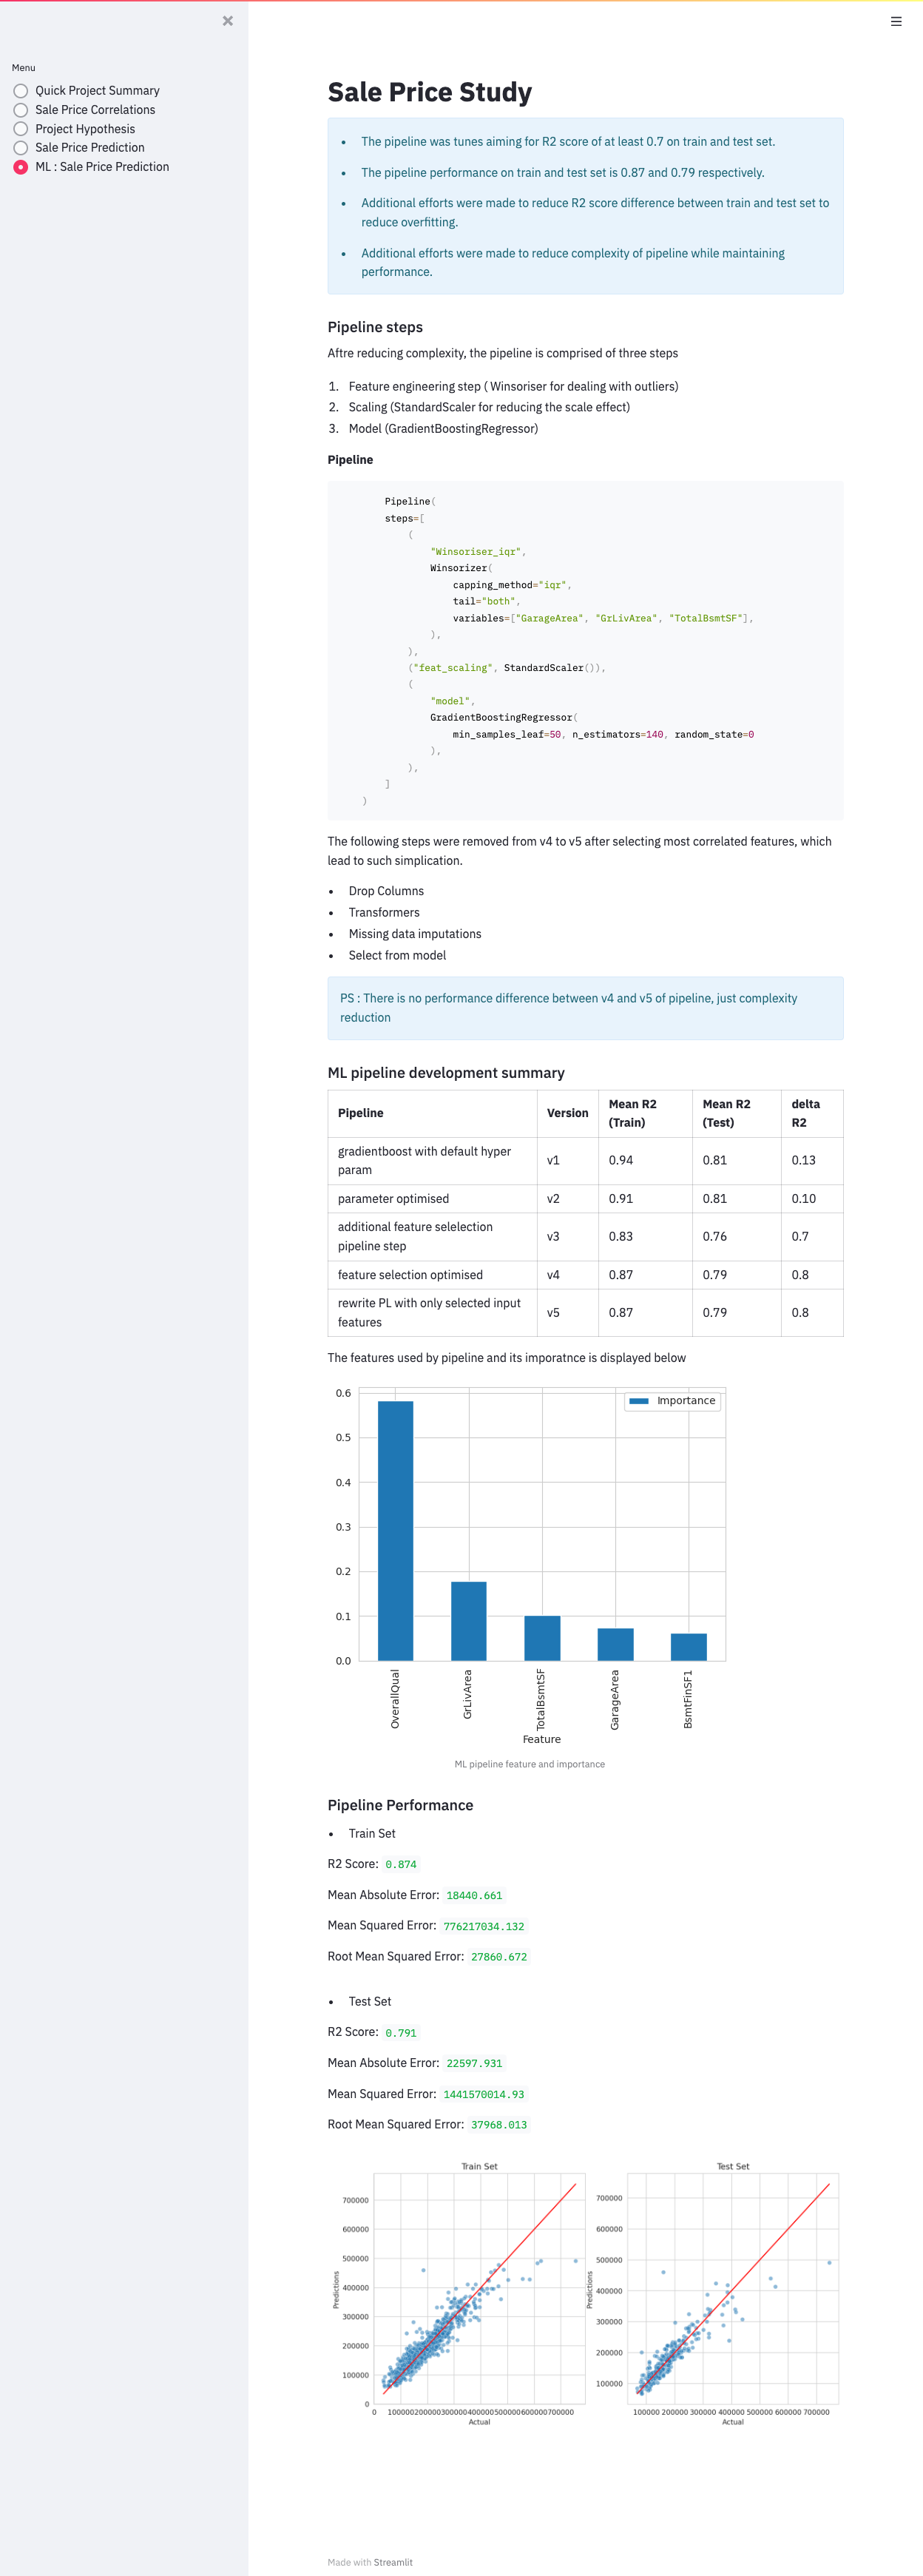 Menu
Quick Project Summary
Sale Price Correlations
Project Hypothesis
Sale Price Prediction
ML : Sale Price Prediction
Sale Price Study
• The pipeline was tunes aiming for R2 score of at least 0.7 on train and test set.
• The pipeline performance on train and test set is 0.87 and 0.79 respectively.
• Additional efforts were made to reduce R2 score difference between train and test set to
reduce overfitting.
• Additional efforts were made to reduce complexity of pipeline while maintaining
performance.
Pipeline steps
Aftre reducing complexity, the pipeline is comprised of three steps
1. Feature engineering step ( Winsoriser for dealing with outliers)
2. Scaling (StandardScaler for reducing the scale effect)
3. Model (GradientBoostingRegressor)
Pipeline
Pipeline(
steps=[
(
"Winsoriser_iqr",
Winsorizer(
capping_method="iqr",
tail="both",
variables=["GarageArea", "GrLivArea", "TotalBsmtSF"],
),
),
("feat_scaling", StandardScaler()),
(
"model",
GradientBoostingRegressor(
min_samples_leaf=50, n_estimators=140, random_state=0
),
),
]
)
The following steps were removed from v4 to v5 after selecting most correlated features, which
lead to such simplication.
• Drop Columns
• Transformers
• Missing data imputations
• Select from model
PS : There is no performance difference between v4 and v5 of pipeline, just complexity
reduction
ML pipeline development summary
Pipeline Version Mean R2 (Train) Mean R2 (Test) delta R2
gradientboost with default hyper param v1 0.94 0.81 0.13
parameter optimised v2 0.91 0.81 0.10
additional feature selelection pipeline step v3 0.83 0.76 0.7
feature selection optimised v4 0.87 0.79 0.8
rewrite PL with only selected input features v5 0.87 0.79 0.8
The features used by pipeline and its imporatnce is displayed below
Importance
0.6
0.5
0.4
0.3
0.2
0.1
0.0
OverallQual
GrLivArea
TotalBsmtSF
GarageArea
BsmtFinSF1
Feature
ML pipeline feature and importance
Pipeline Performance
• Train Set
R2 Score: 0.874
Mean Absolute Error: 18440.661
Mean Squared Error: 776217034.132
Root Mean Squared Error: 27860.672
• Test Set
R2 Score: 0.791
Mean Absolute Error: 22597.931
Mean Squared Error: 1441570014.93
Root Mean Squared Error: 37968.013
Train Set
Predictions
700000
600000
500000
400000
300000
200000
100000
0
0 100000 200000 300000 400000 500000 600000 700000
Actual
Test Set
Predictions
700000
600000
500000
400000
300000
200000
100000
100000 200000 300000 400000 500000 600000 700000
Actual
Made with Streamlit